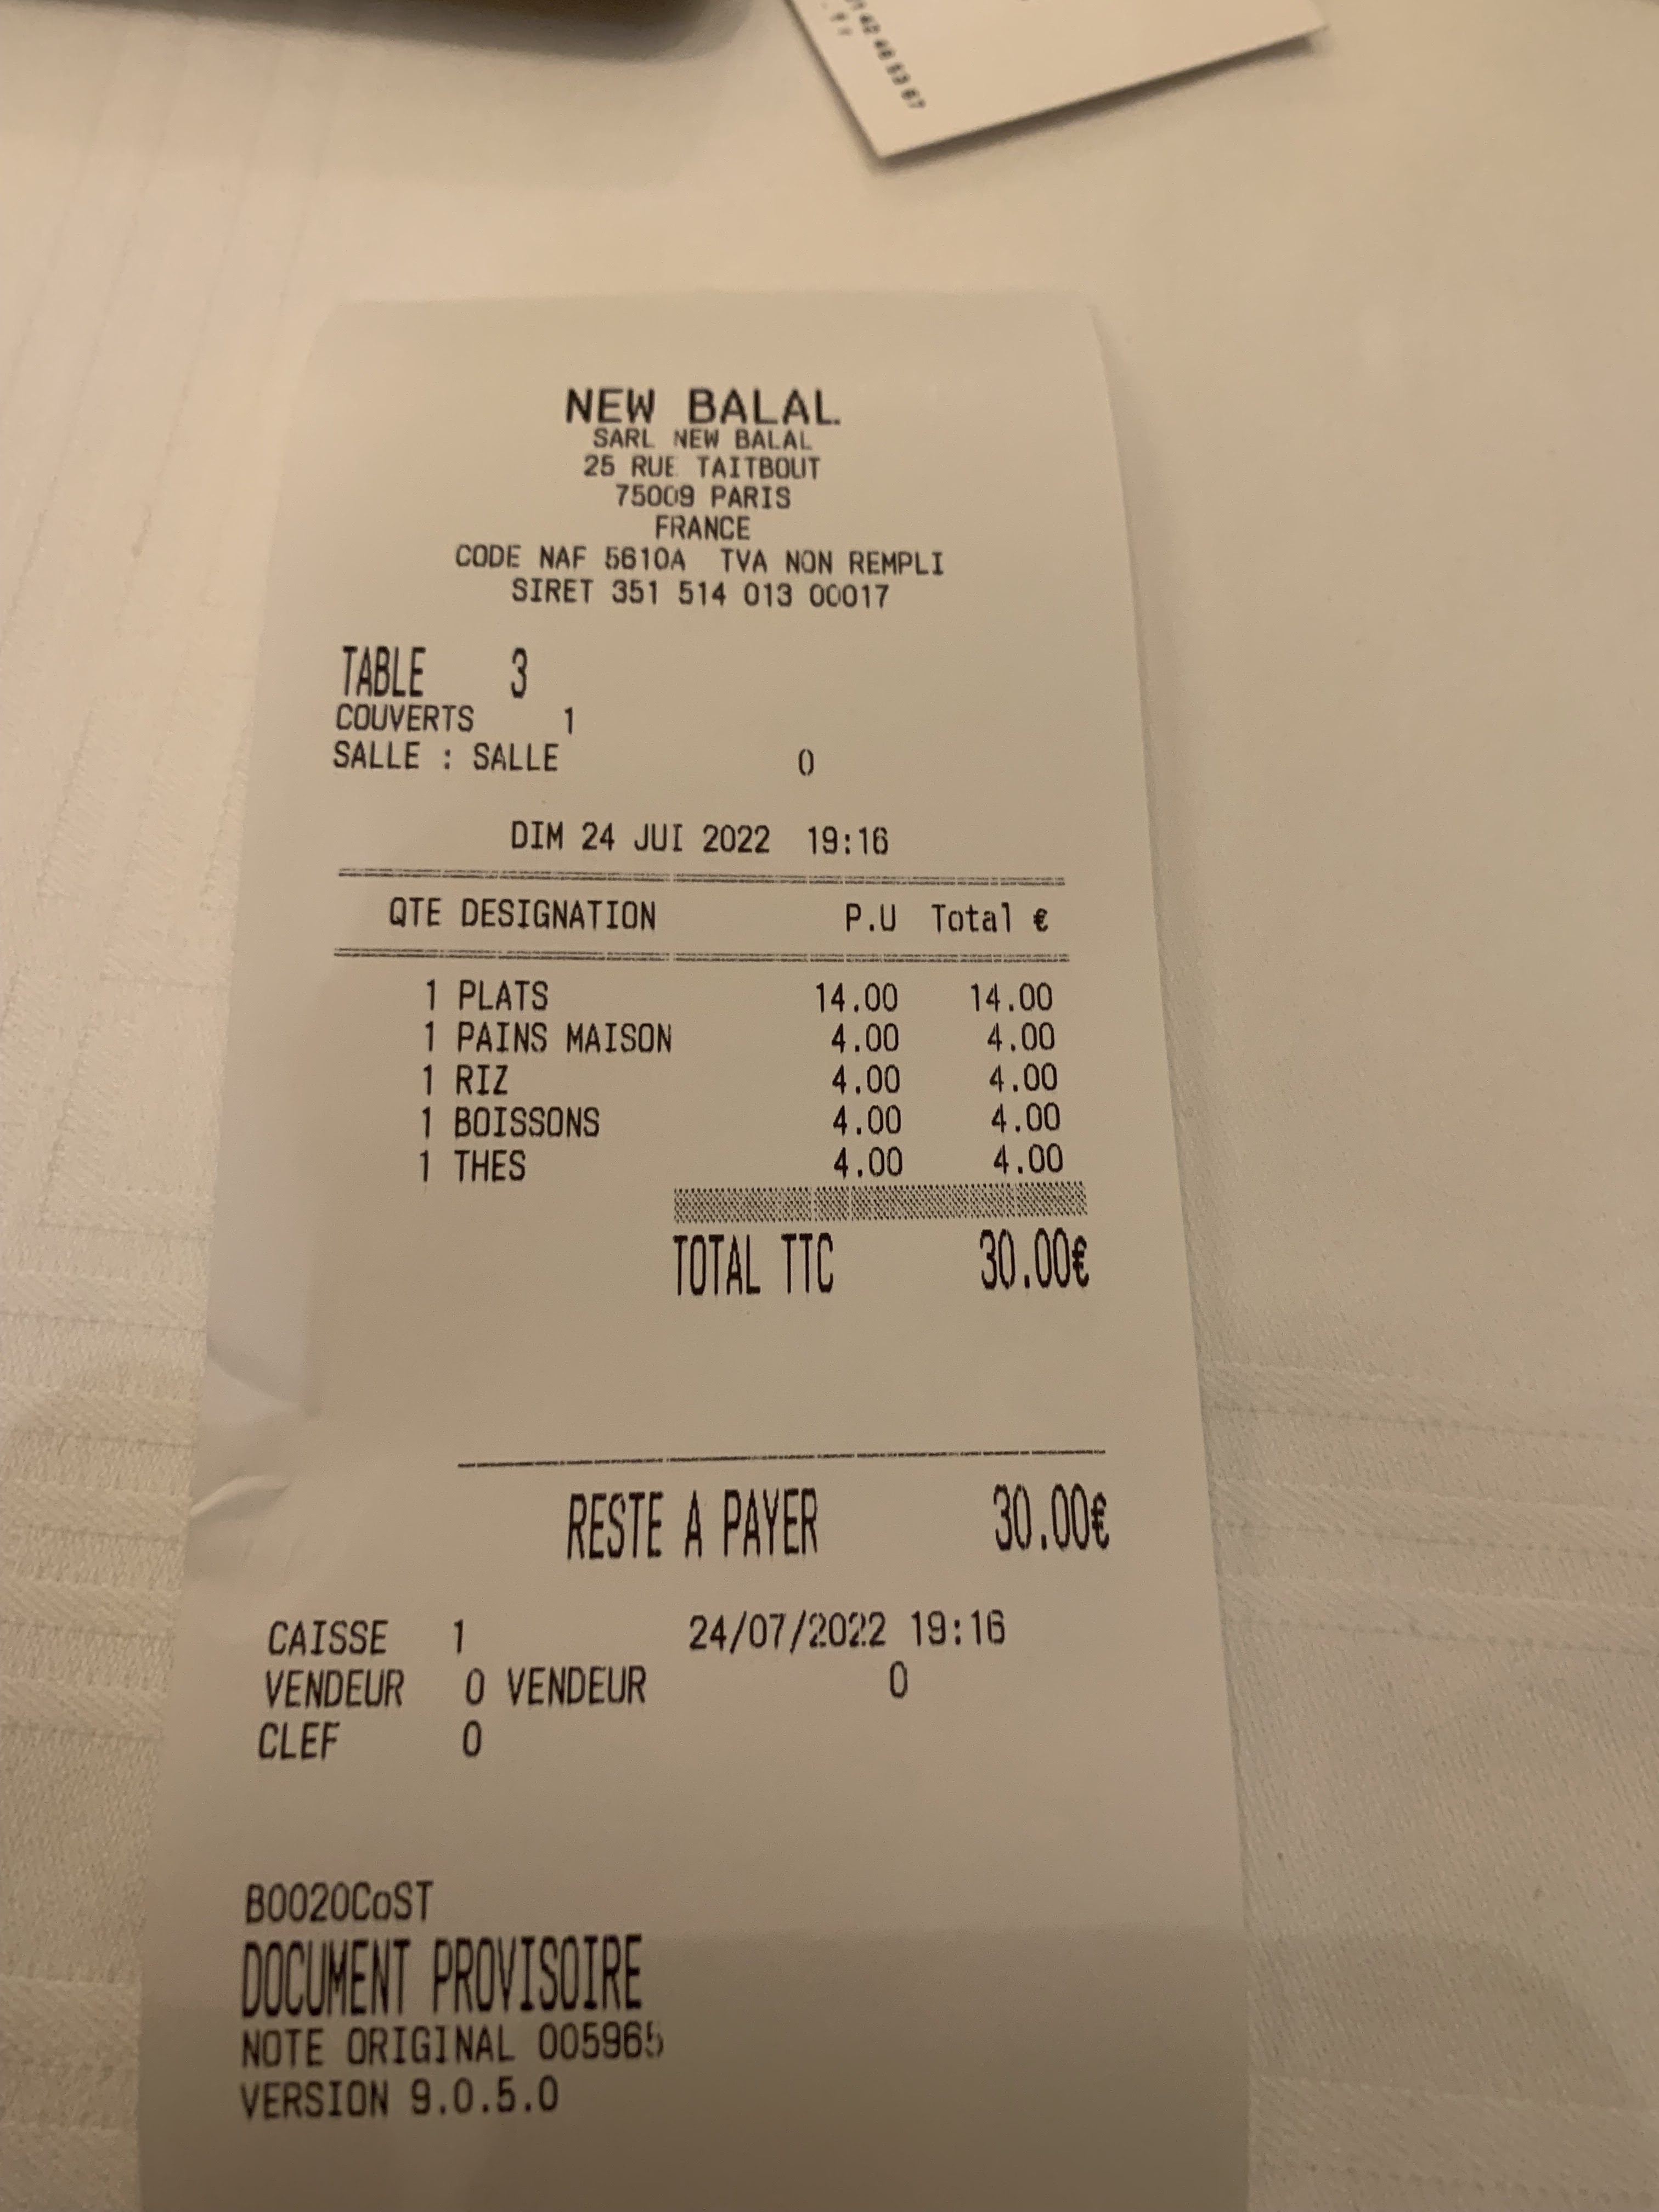 42 46 53 67
NEW BALAL
SARL NEW BALAL
25 RUE TAITBOUT
75009 PARIS
FRANCE
CODE NAF 5610A TVA NON REMPLI
SIRET 351 514 013 00017
TABLE 3
COUVERTS 1
SALLE : SALLE 0
DIM 24 JUI 2022 19:16
QTE DESIGNATION P.U Total €
1 PLATS 14.00 14.00
1 PAINS MAISON 4.00 4.00
1 RIZ 4.00 4.00
1 BOISSONS 4.00 4.00
1 THES 4.00 4.00
TOTAL TTC 30.00€
RESTE A PAYER 30.00€
CAISSE 1 24/07/2022 19:16
VENDEUR 0 VENDEUR 0
CLEF 0
B0020CoST
DOCUMENT PROVISOIRE
NOTE ORIGINAL 005965
VERSION 9.0.5.0